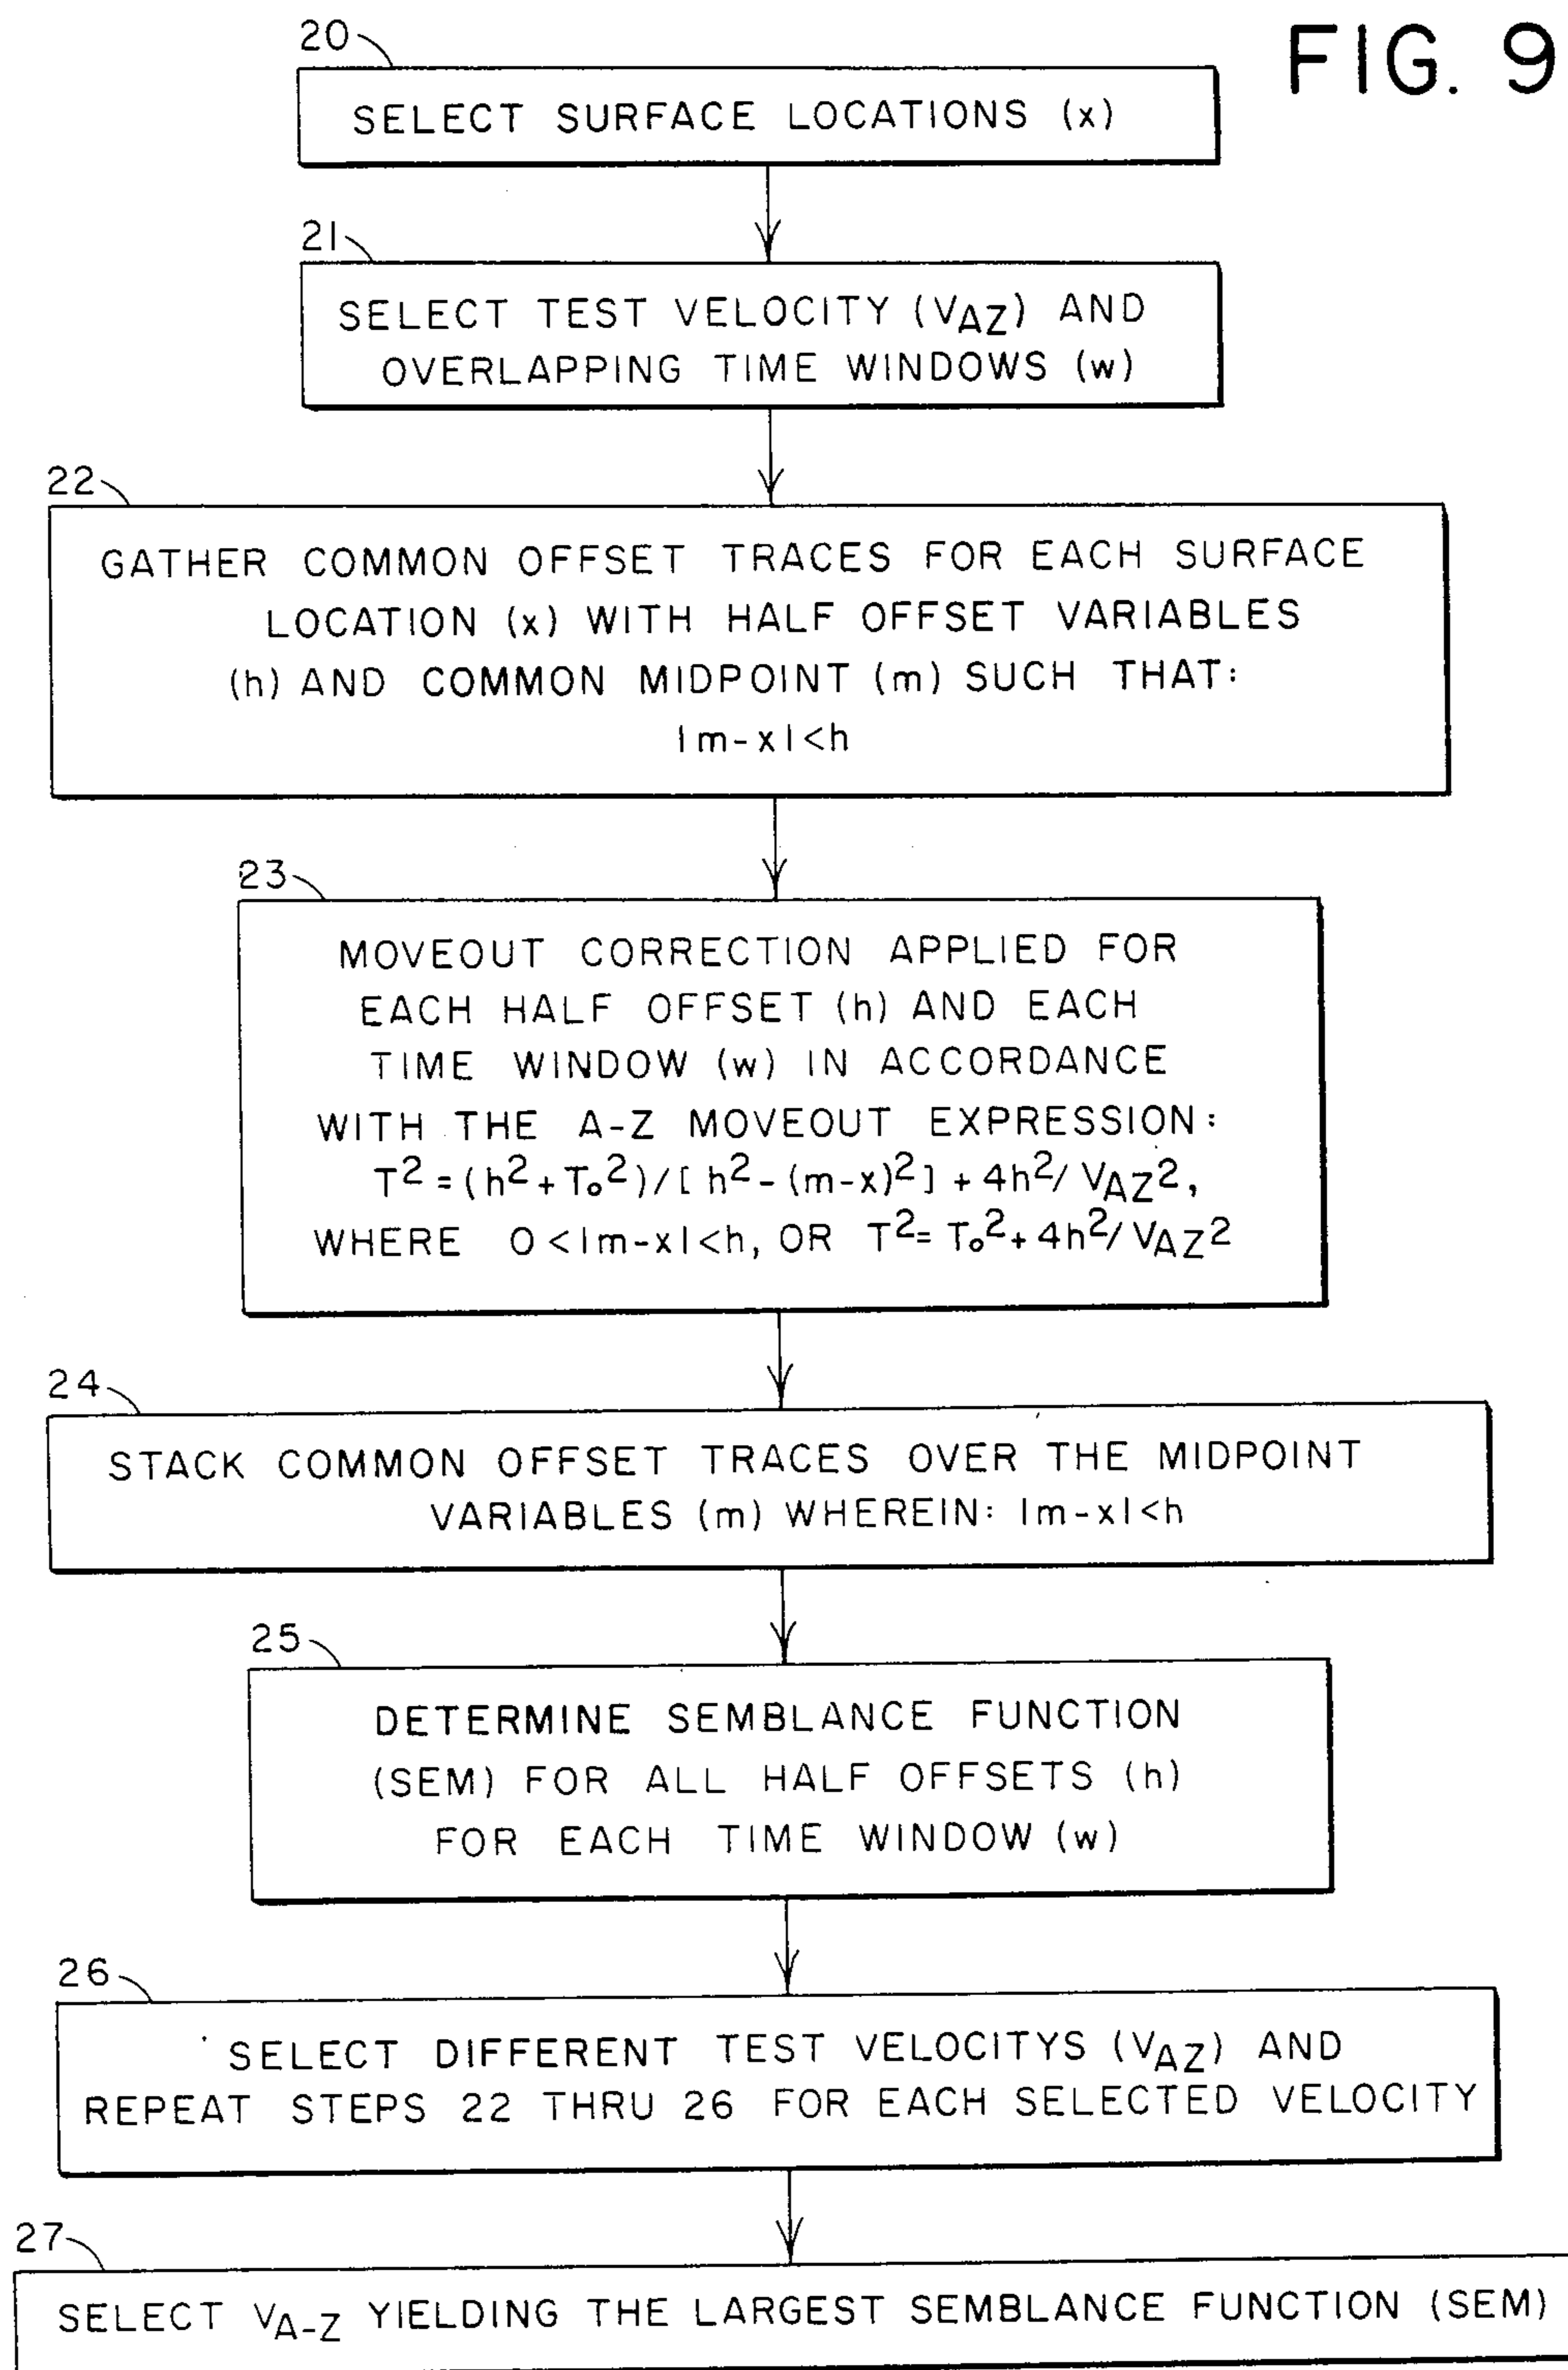 FIG. 9
20
SELECT SURFACE LOCATIONS (x)
21
SELECT TEST VELOCITY (VAZ) AND
OVERLAPPING TIME WINDOWS (w)
22
GATHER COMMON OFFSET TRACES FOR EACH SURFACE
LOCATION (x) WITH HALF OFFSET VARIABLES
(h) AND COMMON MIDPOINT (m) SUCH THAT:
|m-x|<h
23
MOVEOUT CORRECTION APPLIED FOR
EACH HALF OFFSET (h) AND EACH
TIME WINDOW (w) IN ACCORDANCE
WITH THE A-Z MOVEOUT EXPRESSION:
T² = (h² + T₀²)/[h² - (m-x)²] + 4h²/VAZ²,
WHERE 0<|m-x|<h, OR T² = T₀² + 4h²/VAZ²
24
STACK COMMON OFFSET TRACES OVER THE MIDPOINT
VARIABLES (m) WHEREIN: |m-x|<h
25
DETERMINE SEMBLANCE FUNCTION
(SEM) FOR ALL HALF OFFSETS (h)
FOR EACH TIME WINDOW (w)
26
SELECT DIFFERENT TEST VELOCITYS (VAZ) AND
REPEAT STEPS 22 THRU 26 FOR EACH SELECTED VELOCITY
27
SELECT VA-Z YIELDING THE LARGEST SEMBLANCE FUNCTION (SEM)